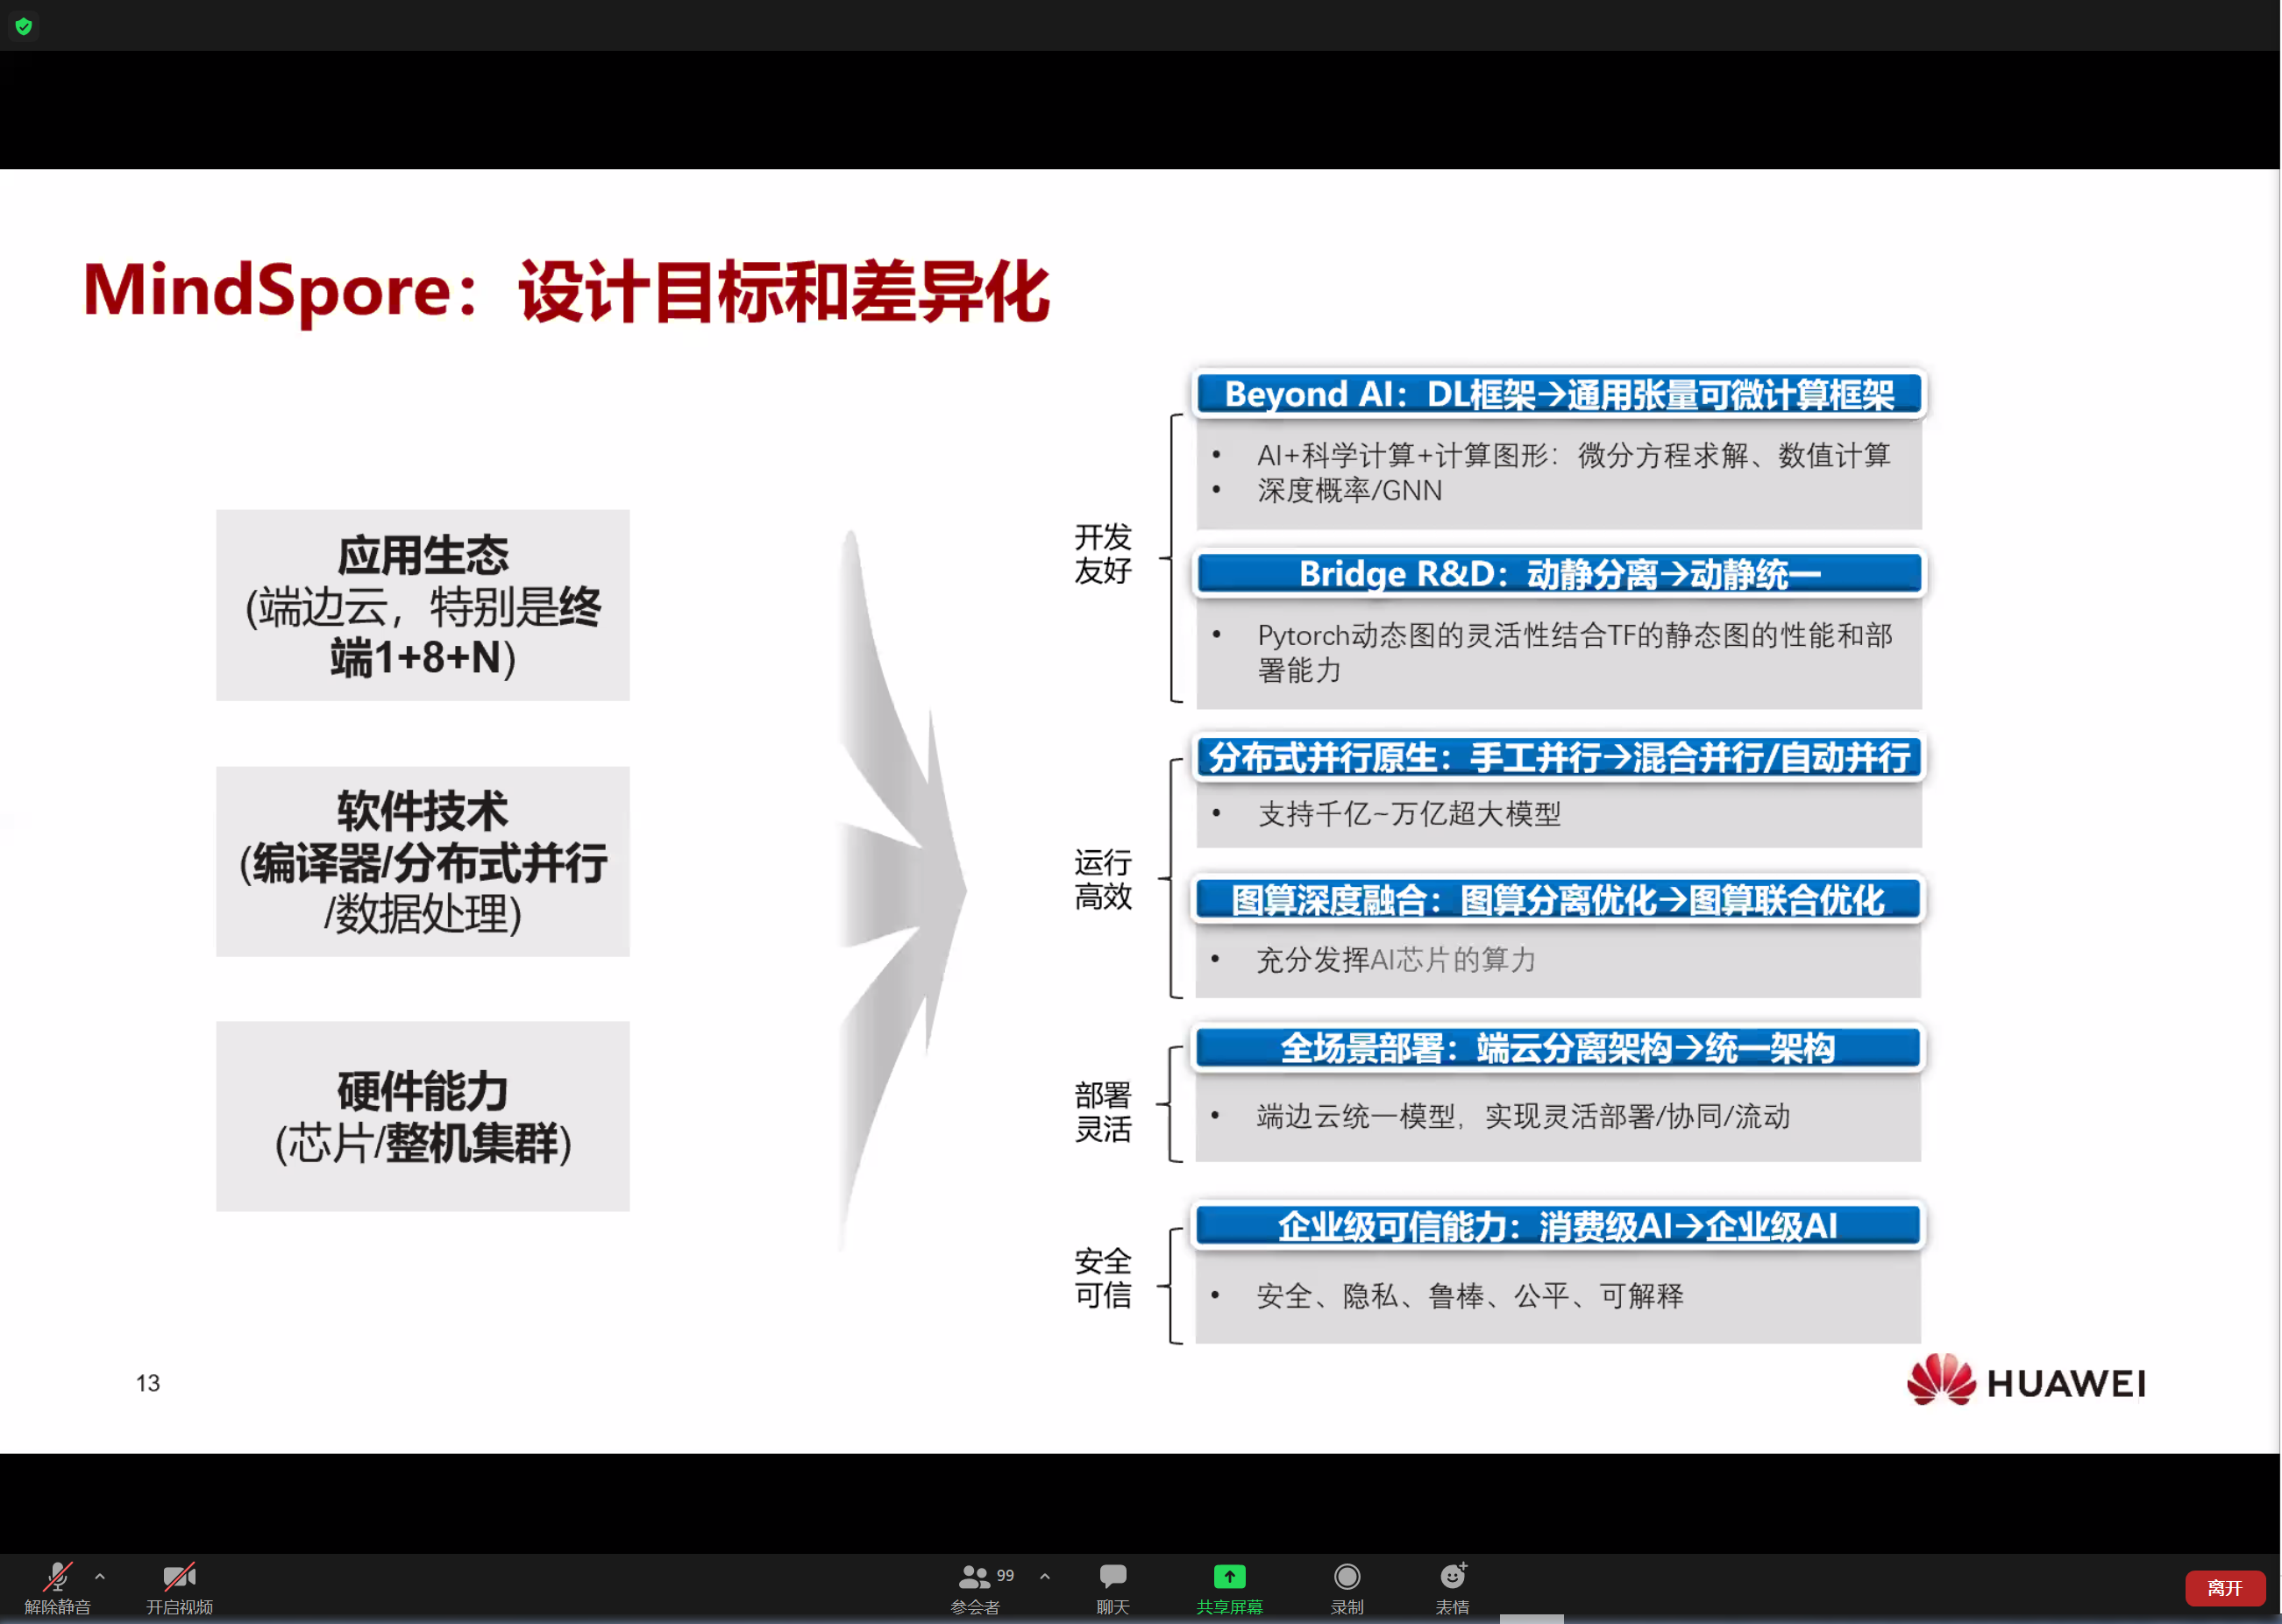 MindSpore：设计目标和差异化
应用生态
(端边云，特别是终
端1+8+N)
软件技术
(编译器/分布式并行
/数据处理)
硬件能力
(芯片/整机集群)
开发
友好
Beyond AI：DL框架→通用张量可微计算框架
• AI+科学计算+计算图形：微分方程求解、数值计算
• 深度概率/GNN
Bridge R&D：动静分离→动静统一
• Pytorch动态图的灵活性结合TF的静态图的性能和部
署能力
运行
高效
分布式并行原生：手工并行→混合并行/自动并行
• 支持千亿~万亿超大模型
图算深度融合：图算分离优化→图算联合优化
• 充分发挥AI芯片的算力
部署
灵活
全场景部署：端云分离架构→统一架构
• 端边云统一模型，实现灵活部署/协同/流动
安全
可信
企业级可信能力：消费级AI→企业级AI
• 安全、隐私、鲁棒、公平、可解释
13
HUAWEI
解除静音
开启视频
99
参会者
聊天
共享屏幕
录制
表情
离开